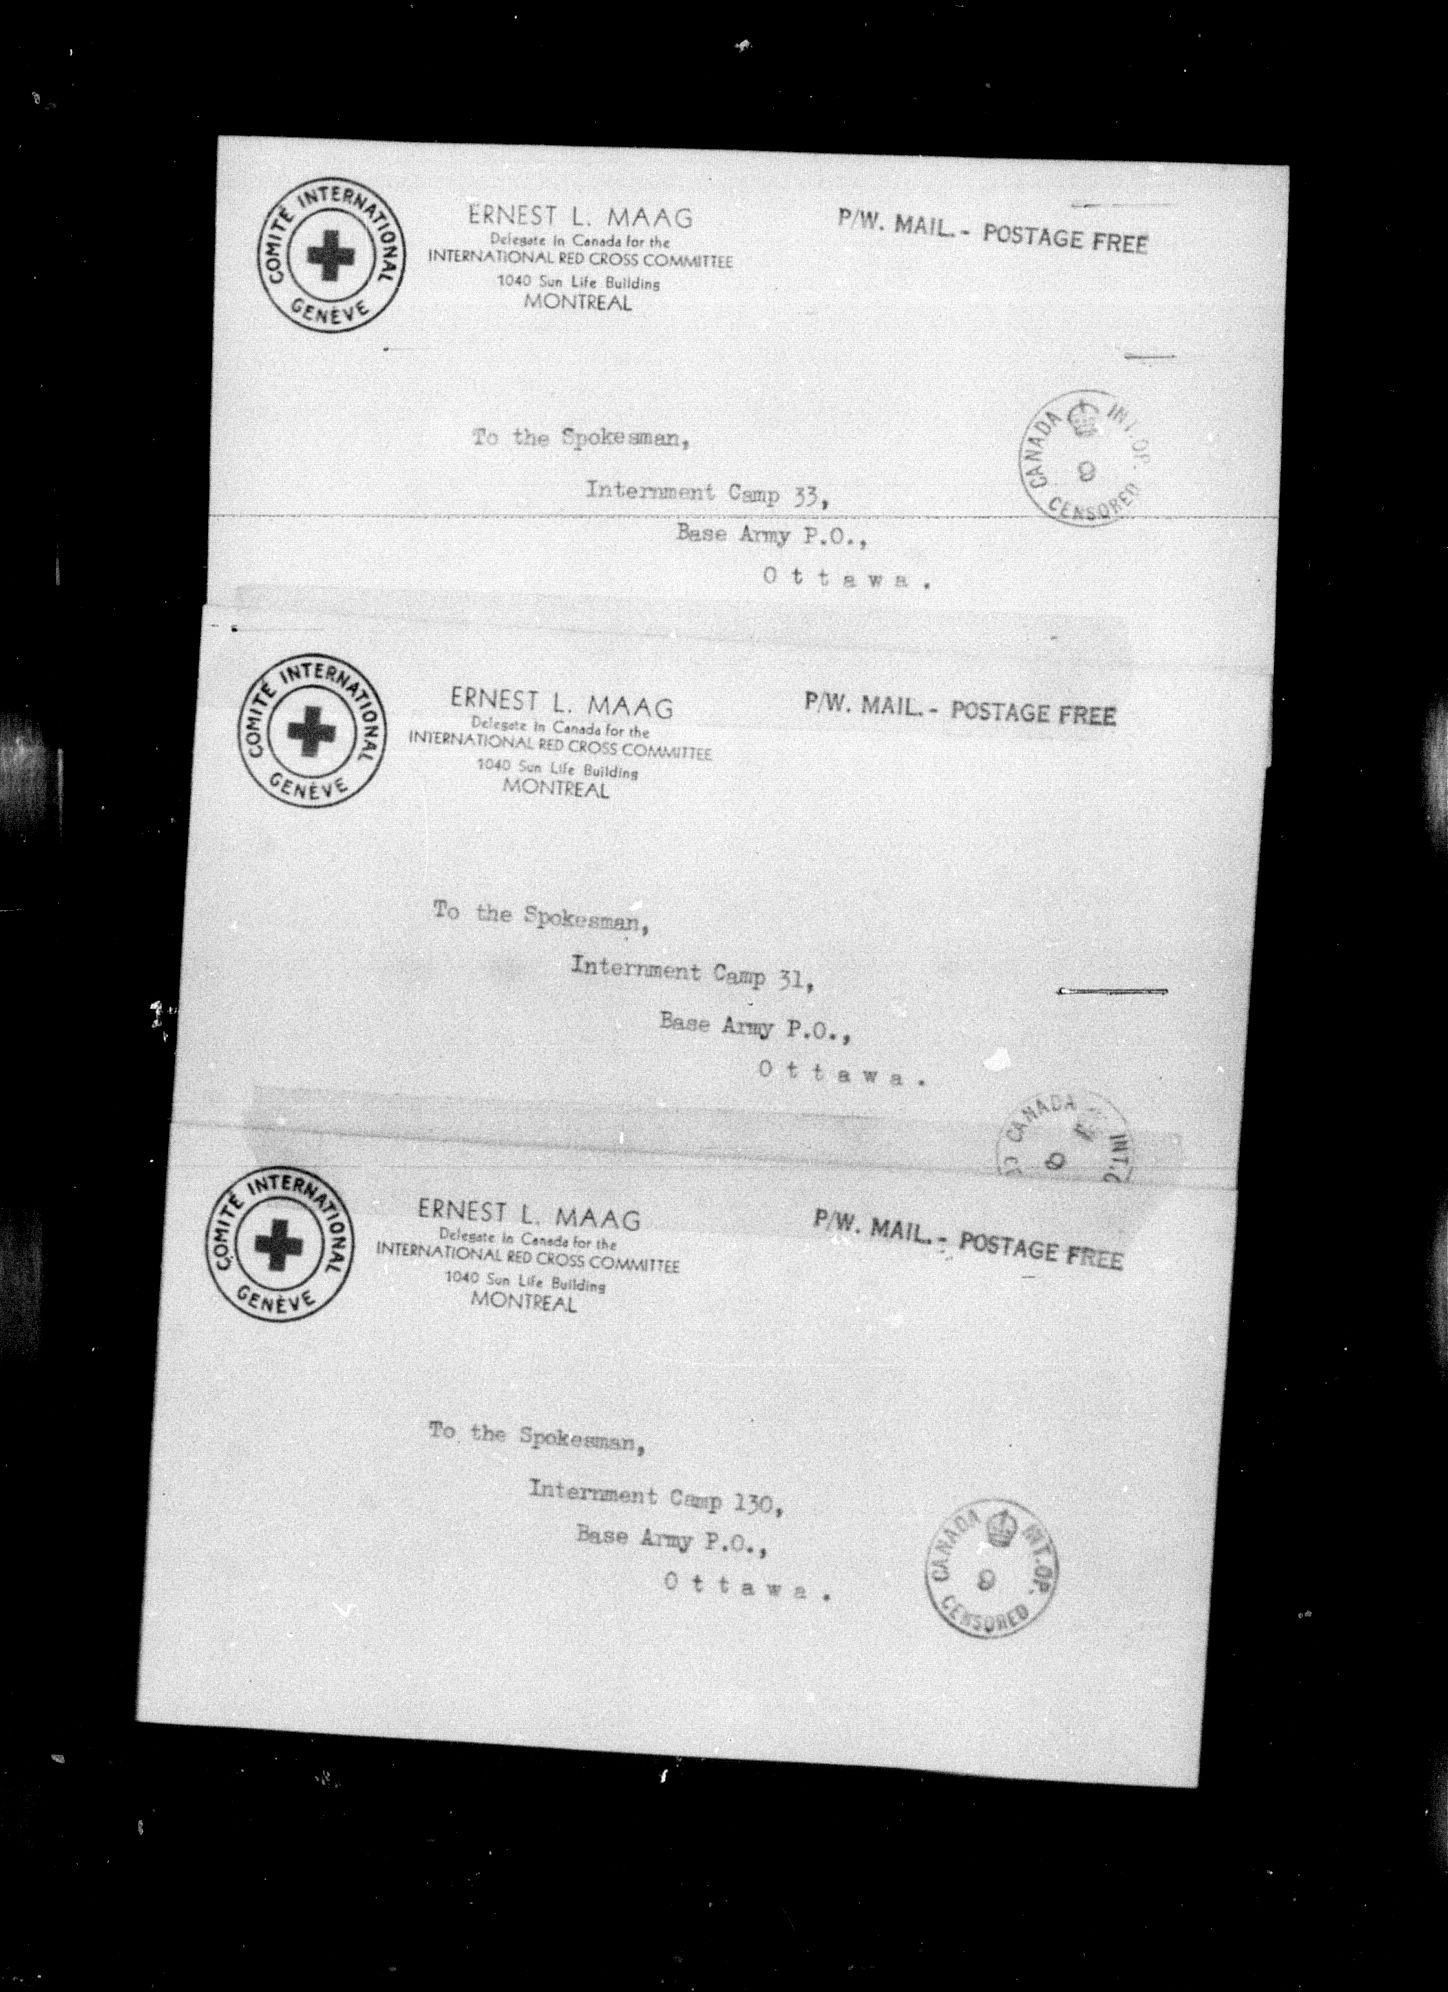 COMITÉ INTERNATIONAL
GENÈVE
ERNEST L. MAAG
Delegate in Canada for the
INTERNATIONAL RED CROSS COMMITTEE
1040 Sun Life Building
MONTREAL
P/W. MAIL. - POSTAGE FREE
To the Spokesman,
Internment Camp 33,
Base Army P.O.,
Ottawa.
CANADA INT. OP.
9
CENSORED
COMITÉ INTERNATIONAL
GENÈVE
ERNEST L. MAAG
Delegate in Canada for the
INTERNATIONAL RED CROSS COMMITTEE
1040 Sun Life Building
MONTREAL
P/W. MAIL. - POSTAGE FREE
To the Spokesman,
Internment Camp 31,
Base Army P.O.,
Ottawa.
CANADA INT.
9
COMITÉ INTERNATIONAL
GENÈVE
ERNEST L. MAAG
Delegate in Canada for the
INTERNATIONAL RED CROSS COMMITTEE
1040 Sun Life Building
MONTREAL
P/W. MAIL. - POSTAGE FREE
To the Spokesman,
Internment Camp 130,
Base Army P.O.,
Ottawa.
CANADA INT. OP.
9
CENSORED